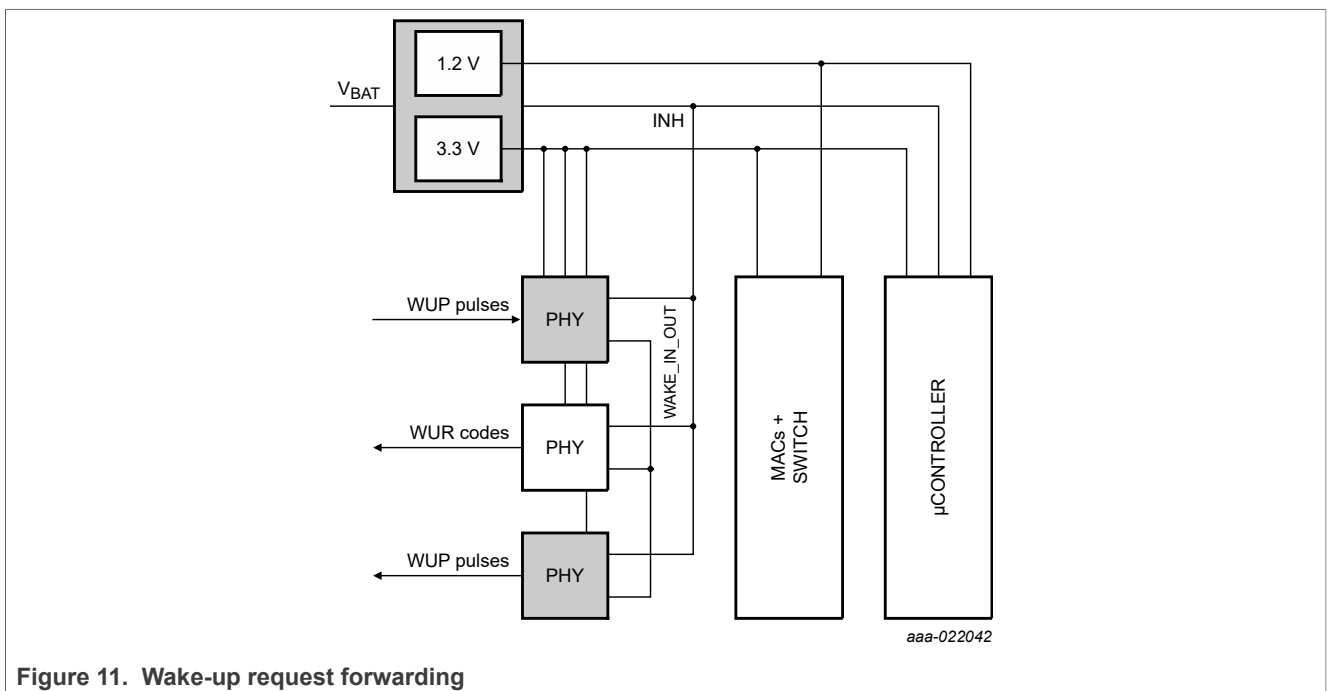 1.2 V
VBAT
INH
3.3 V
WUP pulses
PHY
WAKE_IN_OUT
WUR codes
PHY
MACs +
SWITCH
μCONTROLLER
WUP pulses
PHY
aaa-022042
Figure 11. Wake-up request forwarding